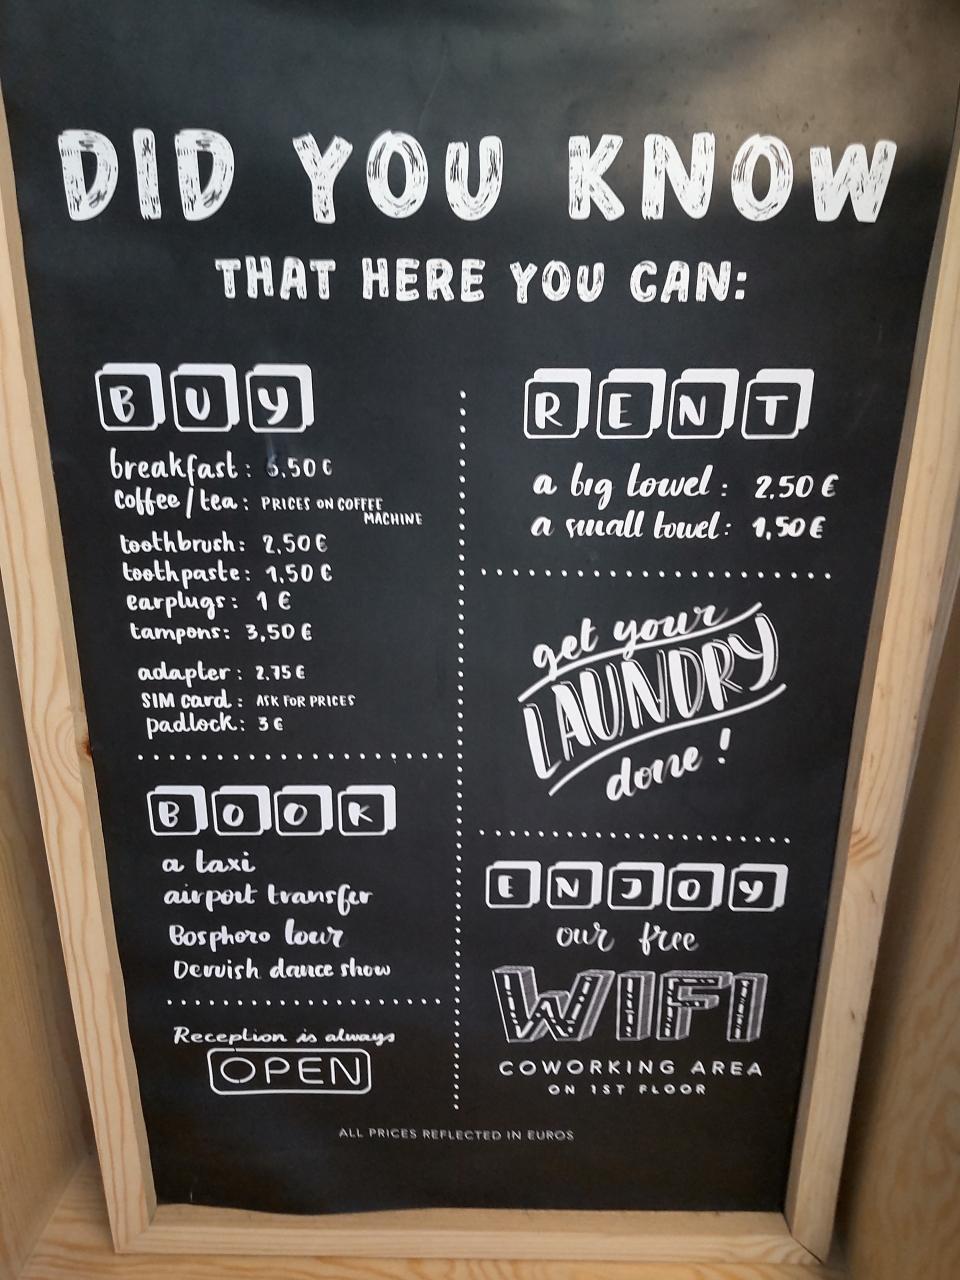 DID YOU KNOW
THAT HERE YOU CAN:
BUY
breakfast: 6,50 €
coffee/tea: PRICES ON COFFEE
MACHINE
toothbrush: 2,50 €
toothpaste: 1,50 €
earplugs: 1 €
tampons: 3,50 €
adapter: 2.75 €
SIM card: ASK FOR PRICES
padlock: 3 €
BOOK
a taxi
airport transfer
Bosphoro tour
Dervish dance show
Reception is always
OPEN
RENT
a big towel: 2.50 €
a small towel: 1,50 €
get your
LAUNDRY
done!
ENJOY
our free
WIFI
COWORKING AREA
ON 1ST FLOOR
ALL PRICES REFLECTED IN EUROS